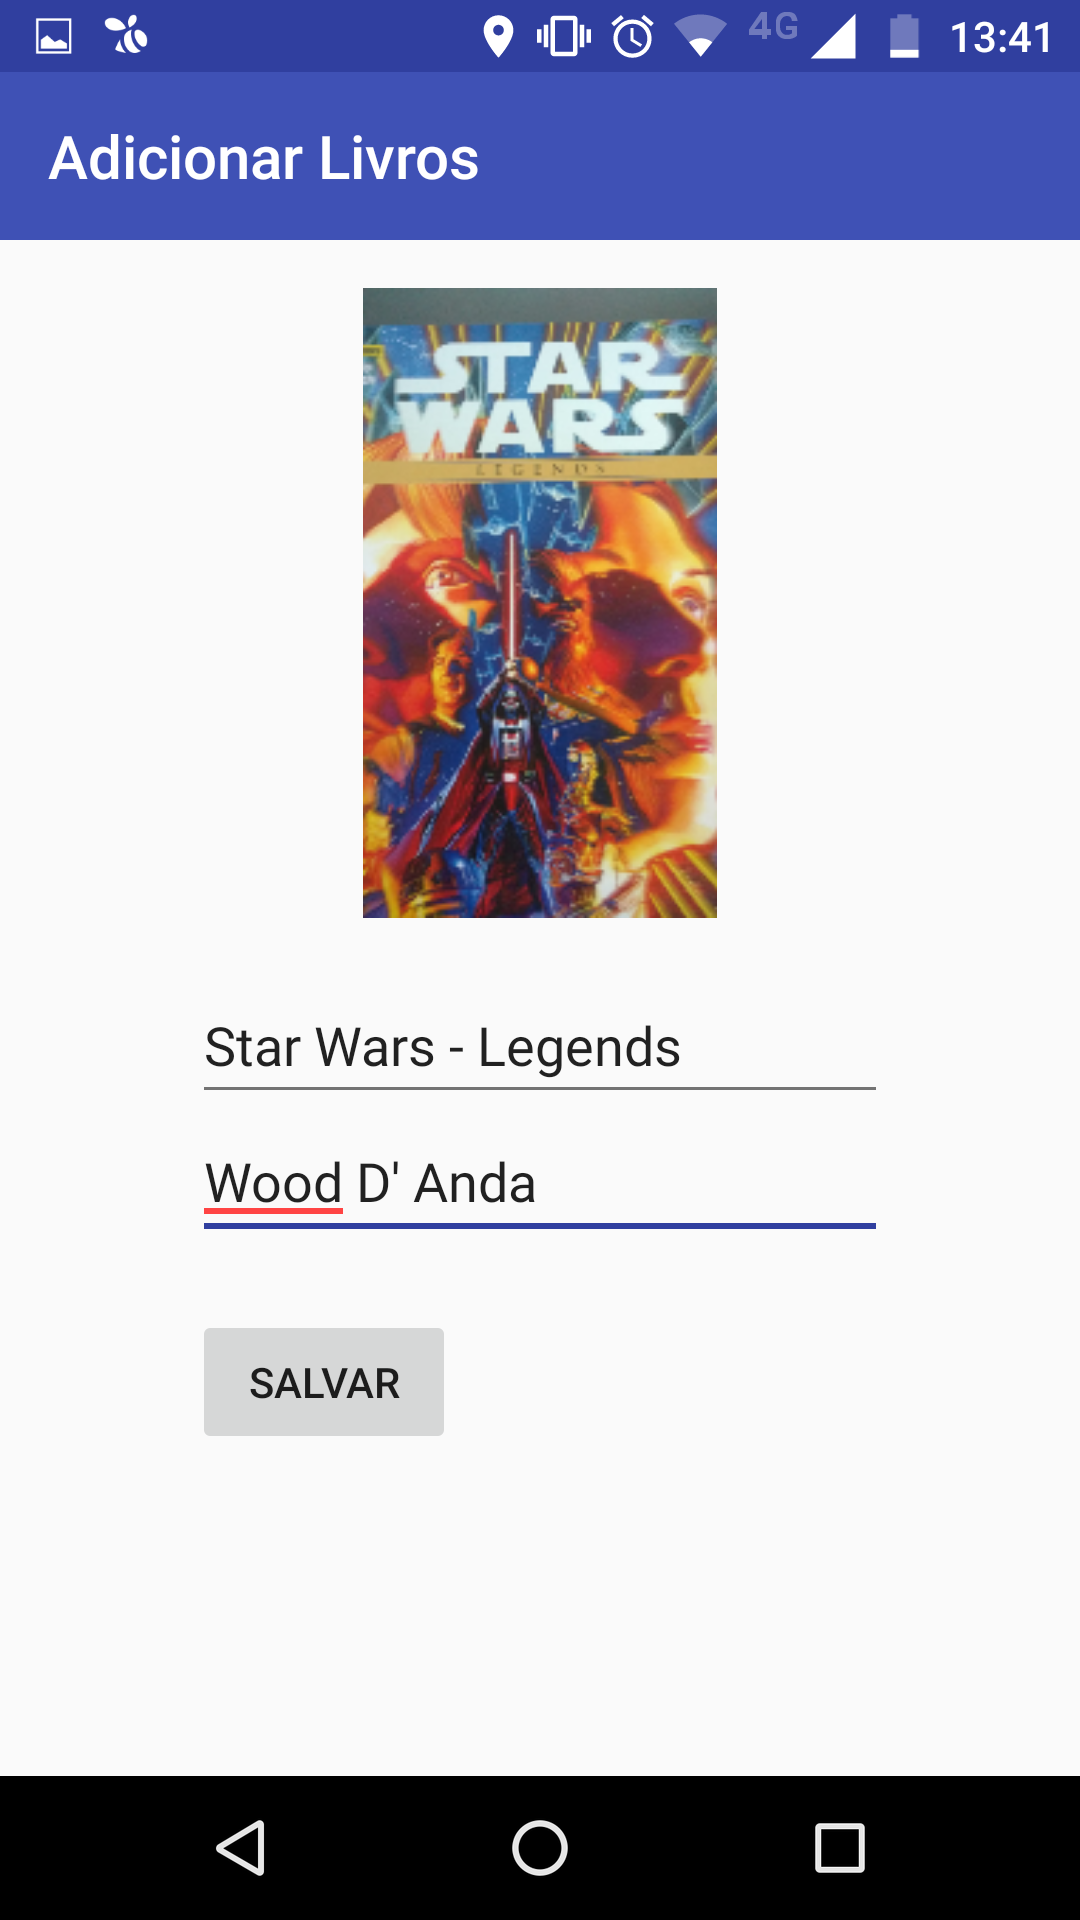 4G 13:41
Adicionar Livros
STAR
WARS
LEGENDS
Star Wars - Legends
Wood D' Anda
SALVAR